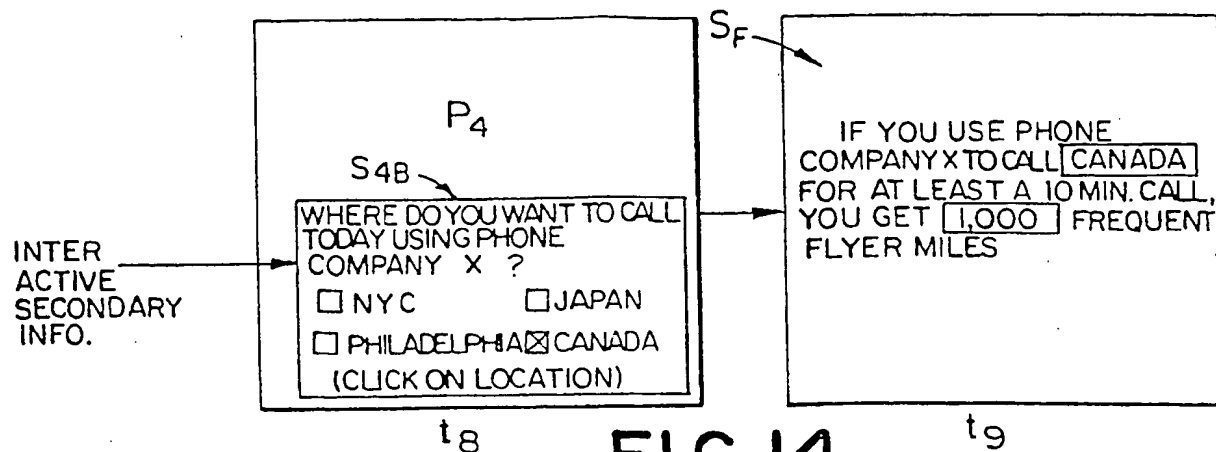 P4
S4B
WHERE DO YOU WANT TO CALL
TODAY USING PHONE
COMPANY X ?
☐ NYC ☐ JAPAN
☐ PHILADELPHIA ☒ CANADA
(CLICK ON LOCATION)
INTER
ACTIVE
SECONDARY
INFO.
t8
SF
IF YOU USE PHONE
COMPANY X TO CALL CANADA
FOR AT LEAST A 10 MIN. CALL,
YOU GET 1,000 FREQUENT
FLYER MILES
t9
FIG.14